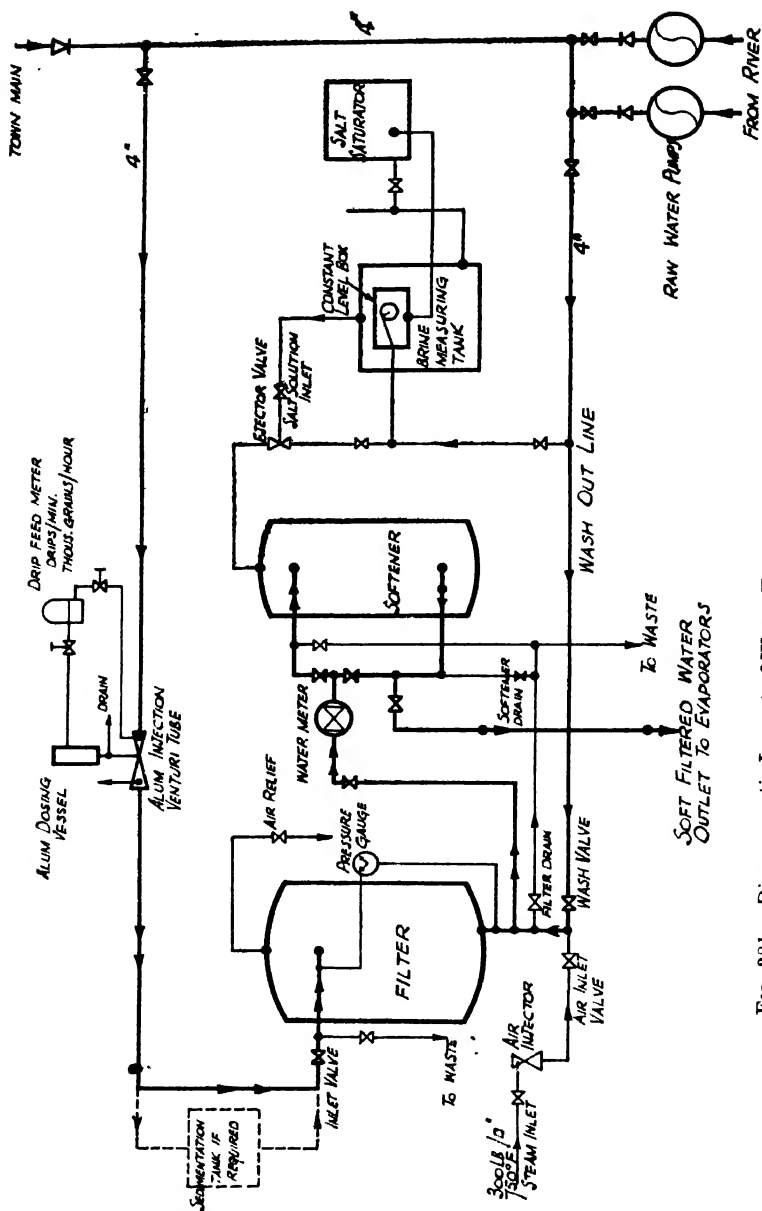 TOWN MAIN
4"
4"
DRIP FEED METER
DRIPS/MIN.
THOUS. GRAINS/HOUR
ALUM DOSING
VESSEL
DRAIN
ALUM INJECTION
VENTURI TUBE
SALT
SATURATOR
CONSTANT
LEVEL BOX
BRINE
MEASURING
TANK
EJECTOR VALVE
SALT SOLUTION
INLET
SOFTENER
WATER METER
AIR RELIEF
PRESSURE
GAUGE
FILTER
SEDIMENTATION
TANK IF
REQUIRED
INLET VALVE
TO WASTE
4"
RAW WATER PUMPS
FROM RIVER
WASH OUT LINE
SOFTENER
DRAIN
TO WASTE
FILTER DRAIN
WASH VALVE
SOFT FILTERED WATER
OUTLET TO EVAPORATORS
AIR
INJECTOR
AIR INLET
VALVE
300 LB/□"
750°F.
STEAM INLET